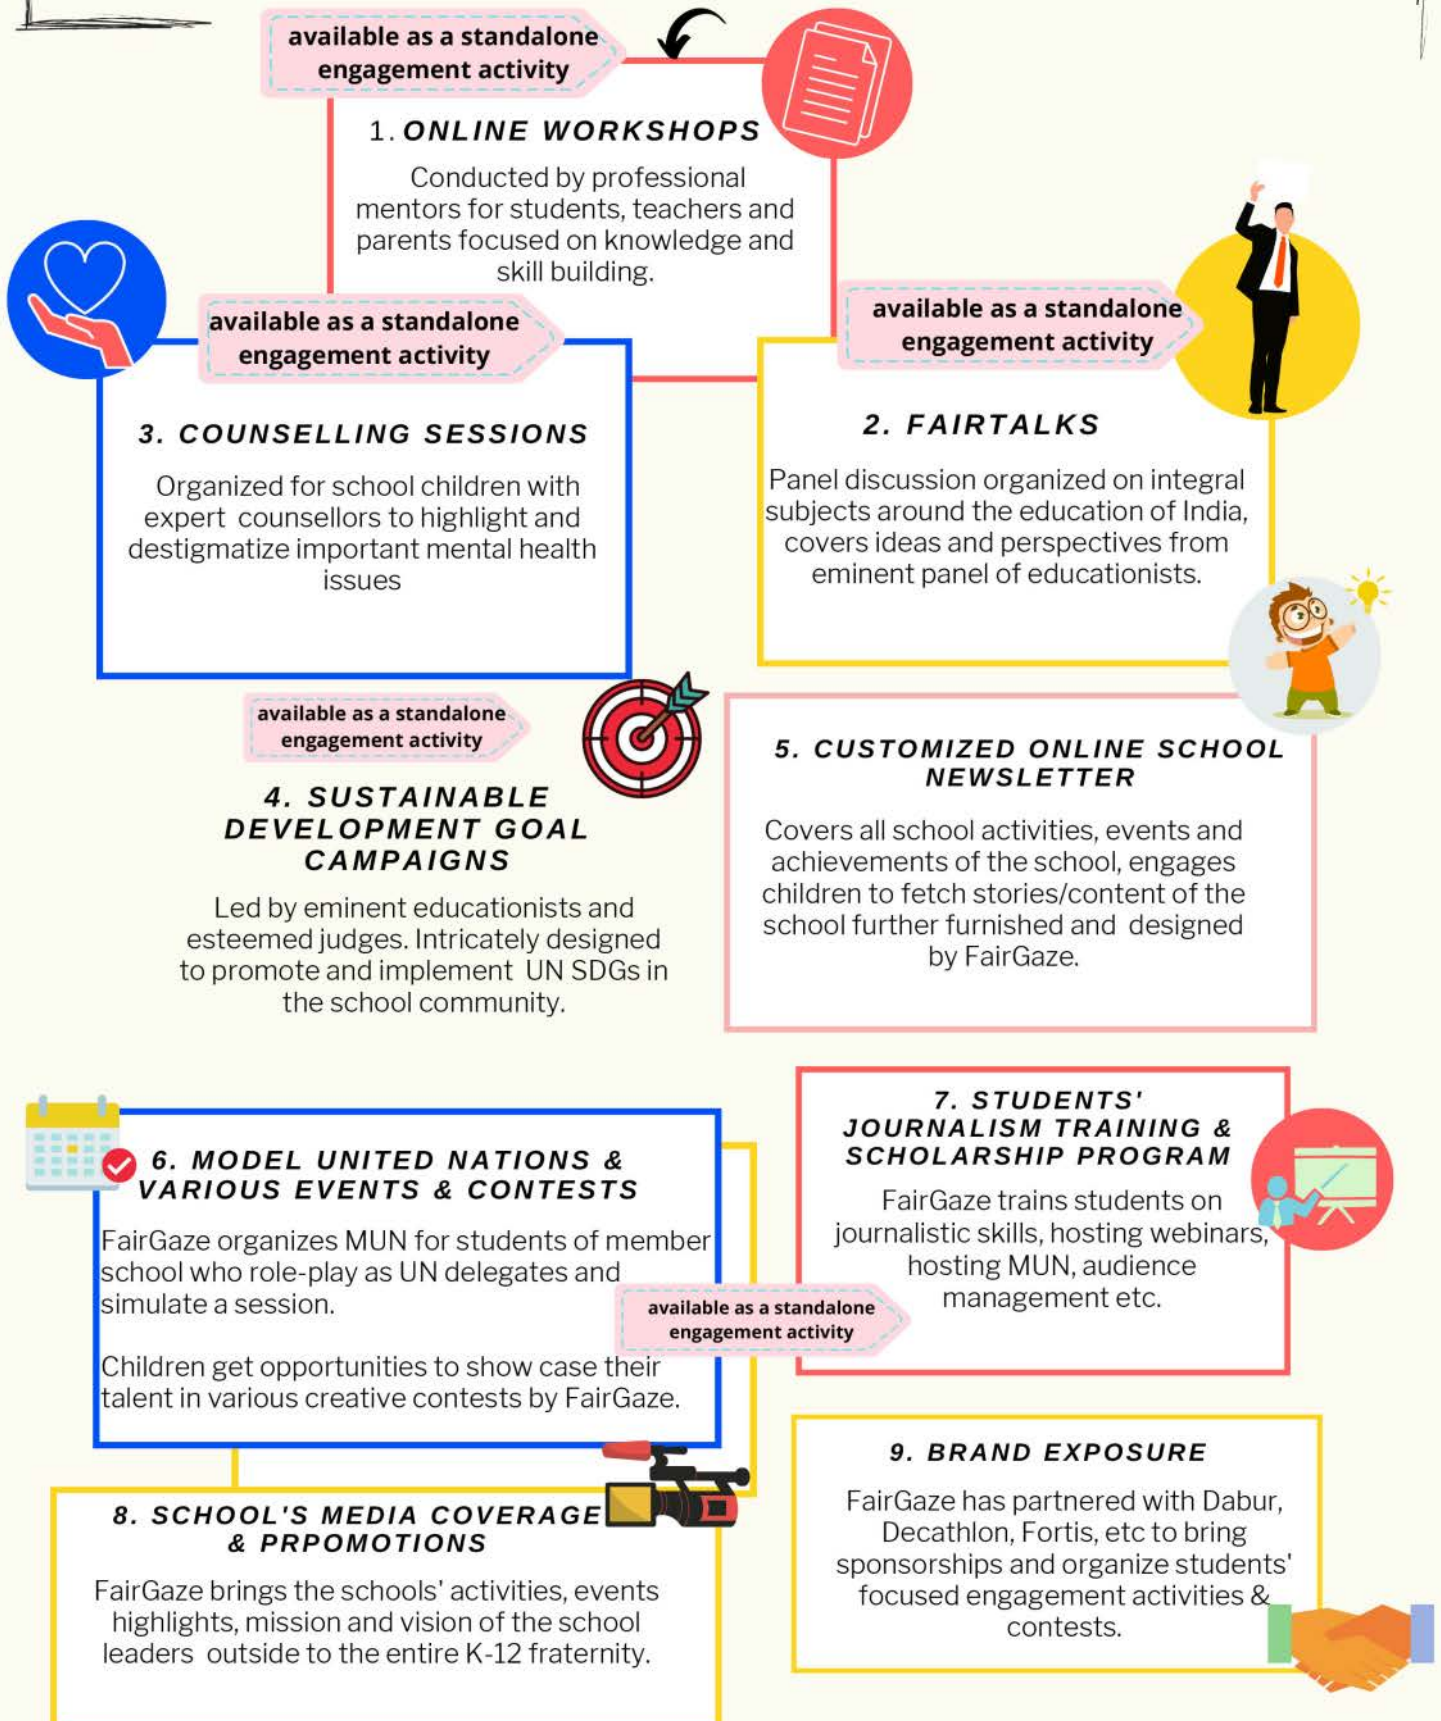 available as a standalone
engagement activity
1. ONLINE WORKSHOPS
Conducted by professional
mentors for students, teachers and
parents focused on knowledge and
skill building.
available as a standalone
engagement activity
2. FAIRTALKS
Panel discussion organized on integral
subjects around the education of India,
covers ideas and perspectives from
eminent panel of educationists.
available as a standalone
engagement activity
3. COUNSELLING SESSIONS
Organized for school children with
expert counsellors to highlight and
destigmatize important mental health
issues
available as a standalone
engagement activity
4. SUSTAINABLE
DEVELOPMENT GOAL
CAMPAIGNS
Led by eminent educationists and
esteemed judges. Intricately designed
to promote and implement UN SDGs in
the school community.
5. CUSTOMIZED ONLINE SCHOOL
NEWSLETTER
Covers all school activities, events and
achievements of the school, engages
children to fetch stories/content of the
school further furnished and designed
by FairGaze.
6. MODEL UNITED NATIONS &
VARIOUS EVENTS & CONTESTS
FairGaze organizes MUN for students of member
school who role-play as UN delegates and
simulate a session.
Children get opportunities to show case their
talent in various creative contests by FairGaze.
available as a standalone
engagement activity
7. STUDENTS'
JOURNALISM TRAINING &
SCHOLARSHIP PROGRAM
FairGaze trains students on
journalistic skills, hosting webinars,
hosting MUN, audience
management etc.
8. SCHOOL'S MEDIA COVERAGE
& PRPOMOTIONS
FairGaze brings the schools' activities, events
highlights, mission and vision of the school
leaders outside to the entire K-12 fraternity.
9. BRAND EXPOSURE
FairGaze has partnered with Dabur,
Decathlon, Fortis, etc to bring
sponsorships and organize students'
focused engagement activities &
contests.